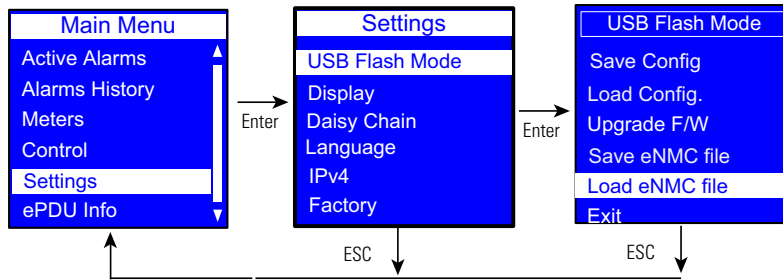 Main Menu
Active Alarms
Alarms History
Meters
Control
Settings
ePDU Info
Enter
Settings
USB Flash Mode
Display
Daisy Chain
Language
IPv4
Factory
Enter
USB Flash Mode
Save Config
Load Config.
Upgrade F/W
Save eNMC file
Load eNMC file
Exit
ESC
ESC